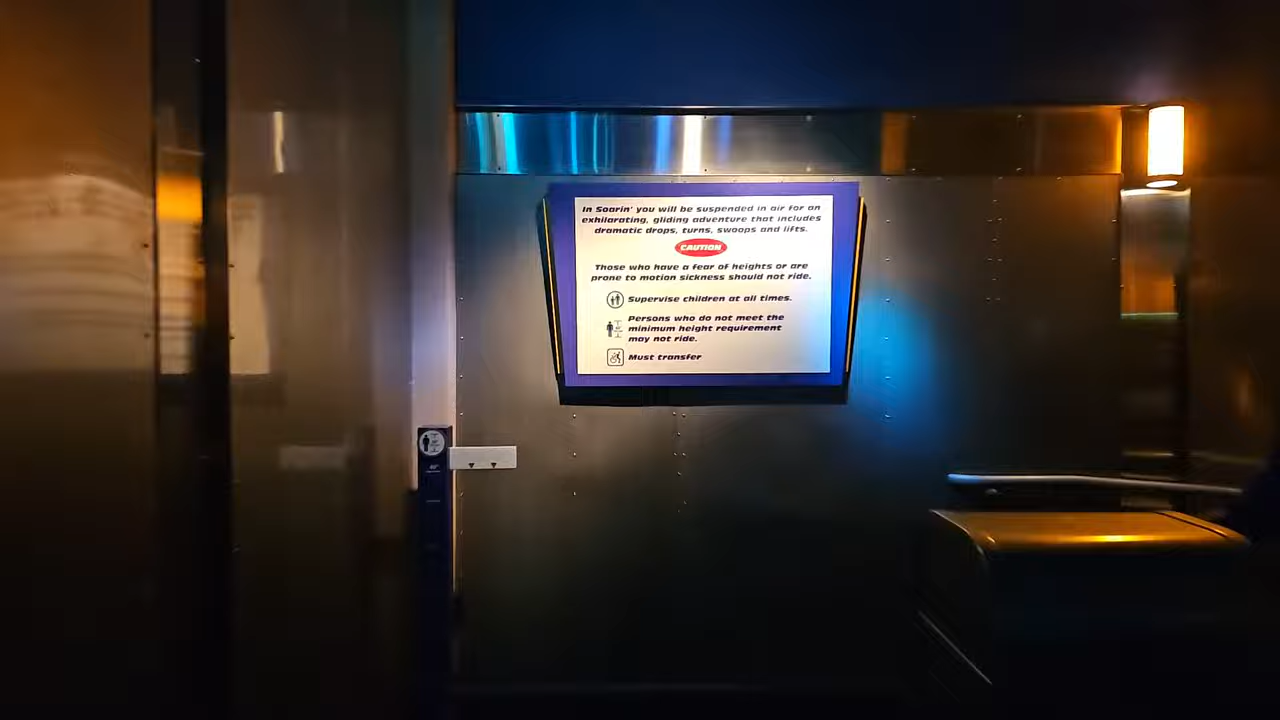 In Soarin' you will be suspended in air for an
exhilarating, gliding adventure that includes
dramatic drops, turns, swoops and lifts.
CAUTION
Those who have a fear of heights or are
prone to motion sickness should not ride.
Supervise children at all times.
Persons who do not meet the
minimum height requirement
may not ride.
Must transfer